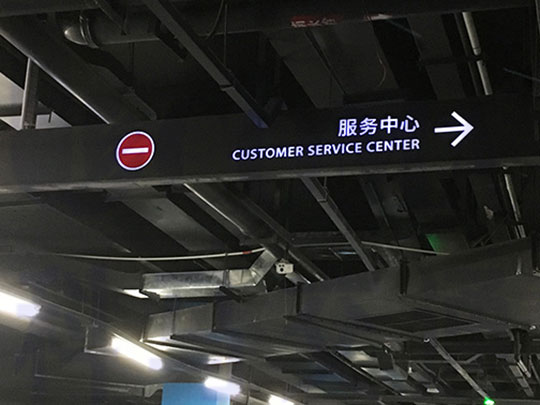 服务中心
CUSTOMER SERVICE CENTER